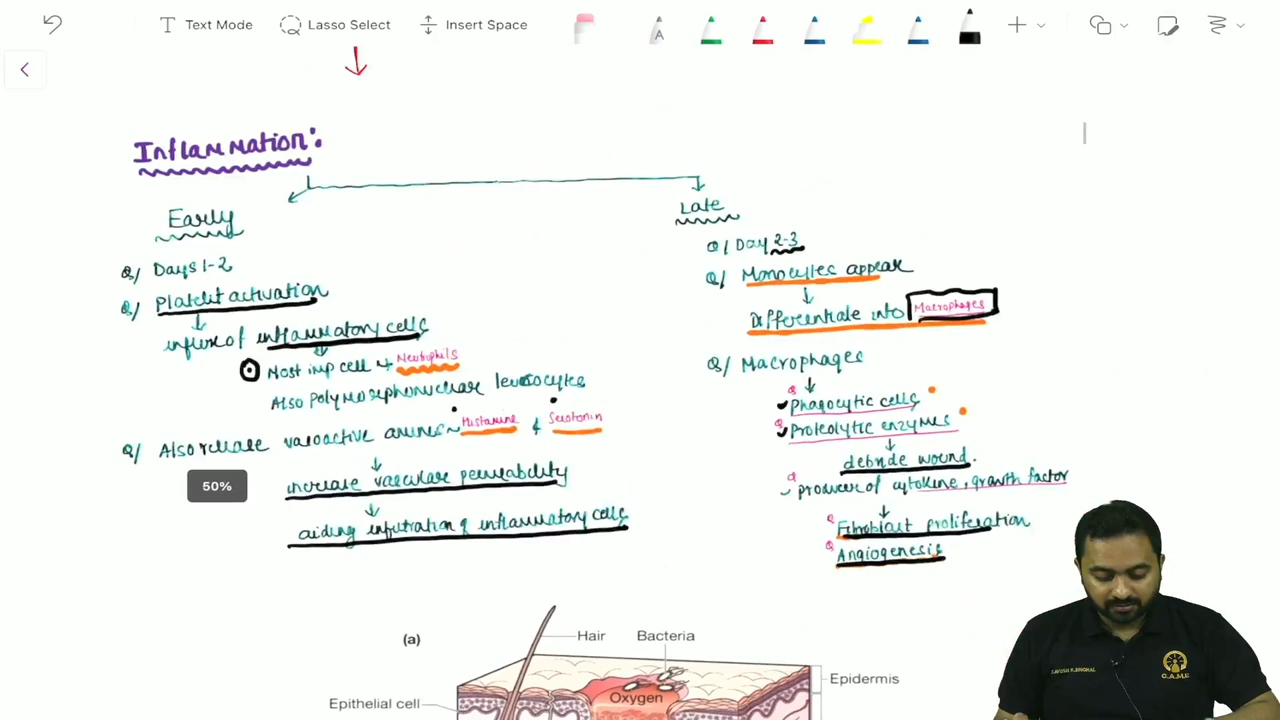 Text Mode
Lasso Select
Insert Space
A
Inflammation:
Early
Q/ Days 1-2
Q/ Platelet activation
influx of inflammatory cells
Most imp cell → Neutrophils
Also Polymorphonuclear leucocytes
Q/ Also release vasoactive amines ~ Histamine & Serotonin
increase vascular permeability
aiding infiltration of inflammatory cells
50%
Late
Q/ Day 2-3
Q/ Monocytes appear
Differentiate into Macrophages
Q/ Macrophages
Q Phagocytic cells
Q Proteolytic enzymes
debride wound.
Q producer of cytokine, growth factor
Q Fibroblast proliferation
Q Angiogenesis
(a)
Hair
Bacteria
Epidermis
Oxygen
Epithelial cell
G.A.M.E